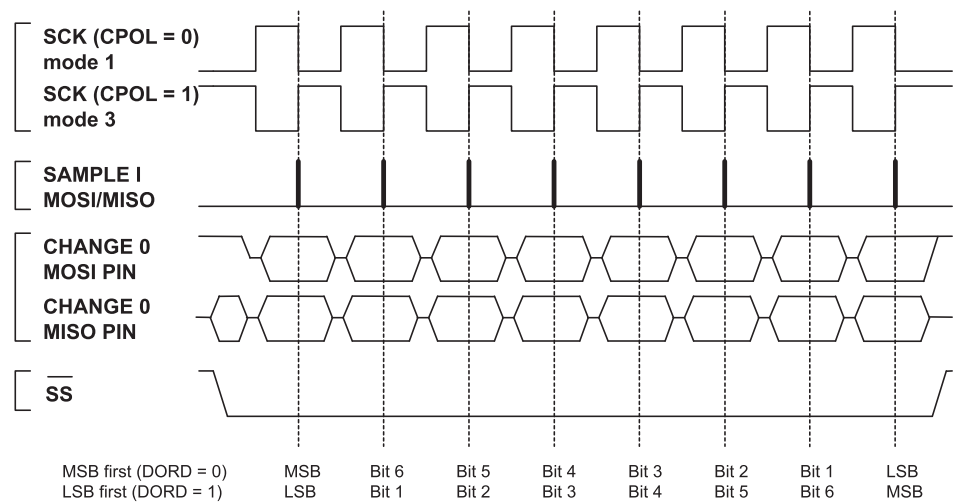 SCK (CPOL = 0)
mode 1
SCK (CPOL = 1)
mode 3
SAMPLE I
MOSI/MISO
CHANGE 0
MOSI PIN
CHANGE 0
MISO PIN
SS
MSB first (DORD = 0) MSB Bit 6 Bit 5 Bit 4 Bit 3 Bit 2 Bit 1 LSB
LSB first (DORD = 1) LSB Bit 1 Bit 2 Bit 3 Bit 4 Bit 5 Bit 6 MSB